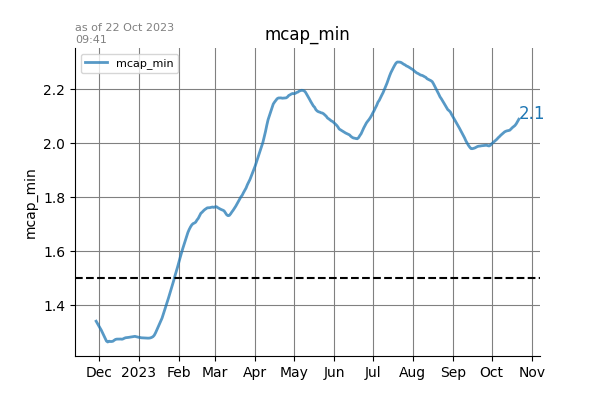 as of 22 Oct 2023
09:41
mcap_min
mcap_min
2.1
mcap_min
2.2
2.0
1.8
1.6
1.4
Dec 2023 Feb Mar Apr May Jun Jul Aug Sep Oct Nov